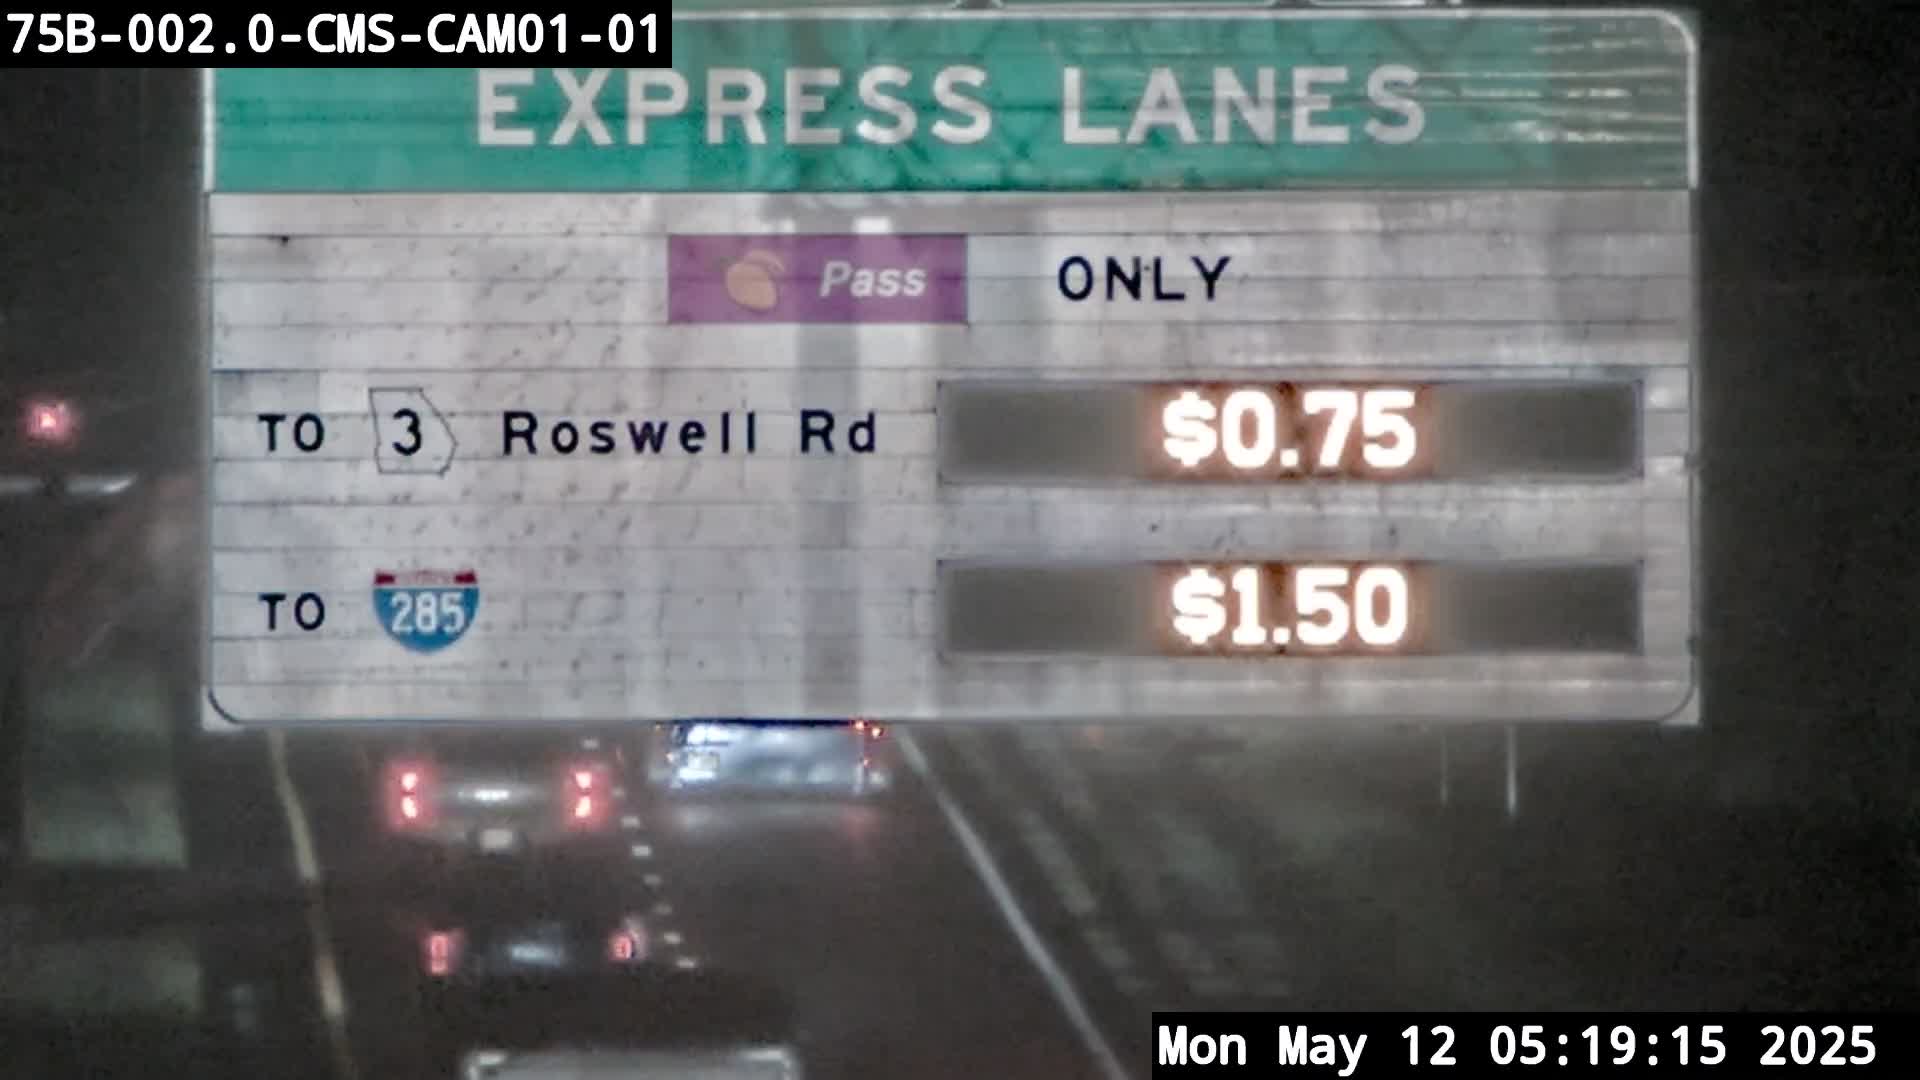 75B-002.0-CMS-CAM01-01
EXPRESS LANES
Pass ONLY
TO 3 Roswell Rd $0.75
TO 285 $1.50
Mon May 12 05:19:15 2025